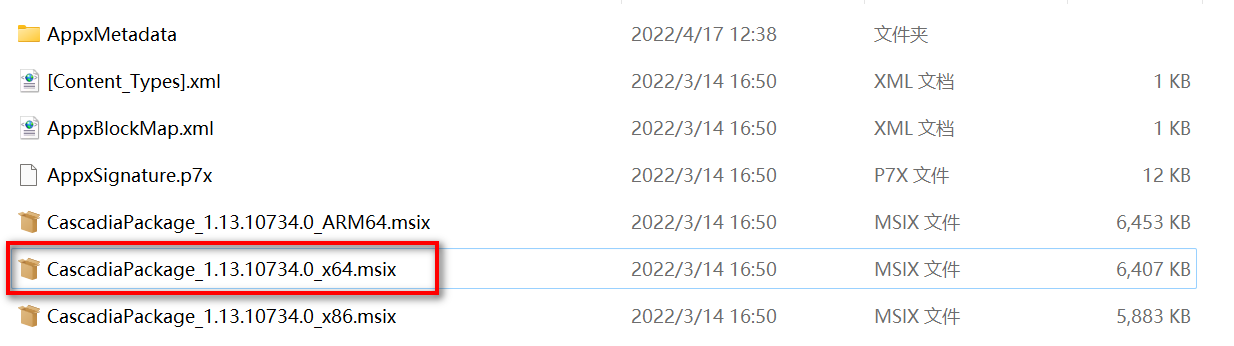 AppxMetadata 2022/4/17 12:38 文件夹
[Content_Types].xml 2022/3/14 16:50 XML 文档 1 KB
AppxBlockMap.xml 2022/3/14 16:50 XML 文档 1 KB
AppxSignature.p7x 2022/3/14 16:50 P7X 文件 12 KB
CascadiaPackage_1.13.10734.0_ARM64.msix 2022/3/14 16:50 MSIX 文件 6,453 KB
CascadiaPackage_1.13.10734.0_x64.msix 2022/3/14 16:50 MSIX 文件 6,407 KB
CascadiaPackage_1.13.10734.0_x86.msix 2022/3/14 16:50 MSIX 文件 5,883 KB